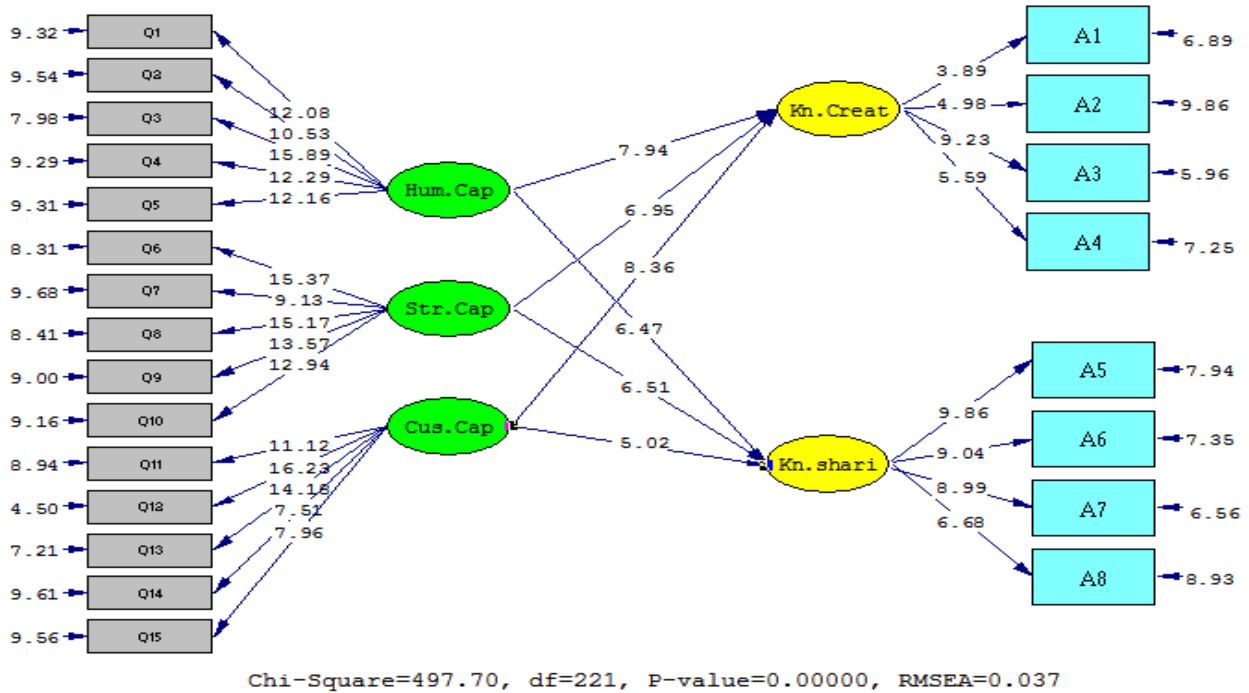 9.32 Q1
9.54 Q2
7.98 Q3
9.29 Q4
9.31 Q5
8.31 Q6
9.68 Q7
8.41 Q8
9.00 Q9
9.16 Q10
8.94 Q11
4.50 Q12
7.21 Q13
9.61 Q14
9.56 Q15
12.08
10.53
15.89
12.29
12.16
15.37
9.13
15.17
13.57
12.94
11.12
16.23
14.18
7.51
7.96
Hum.Cap
Str.Cap
Cus.Cap
7.94
6.95
8.36
6.47
6.51
5.02
Kn.Creat
Kn.shari
3.89
4.98
9.23
5.59
9.86
9.04
8.99
6.68
A1 6.89
A2 9.86
A3 5.96
A4 7.25
A5 7.94
A6 7.35
A7 6.56
A8 8.93
Chi-Square=497.70, df=221, P-value=0.00000, RMSEA=0.037